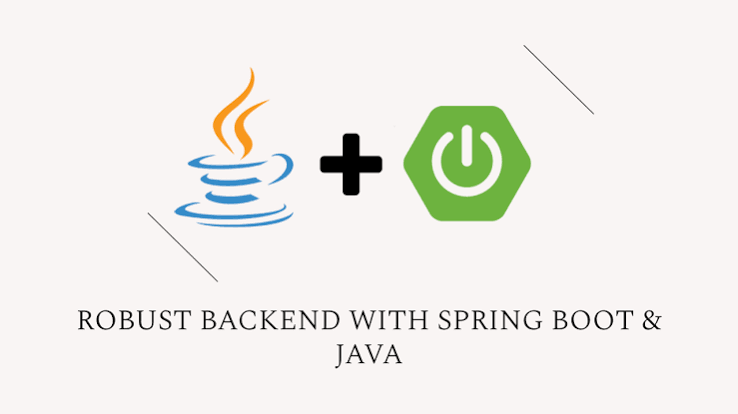 ROBUST BACKEND WITH SPRING BOOT &
JAVA